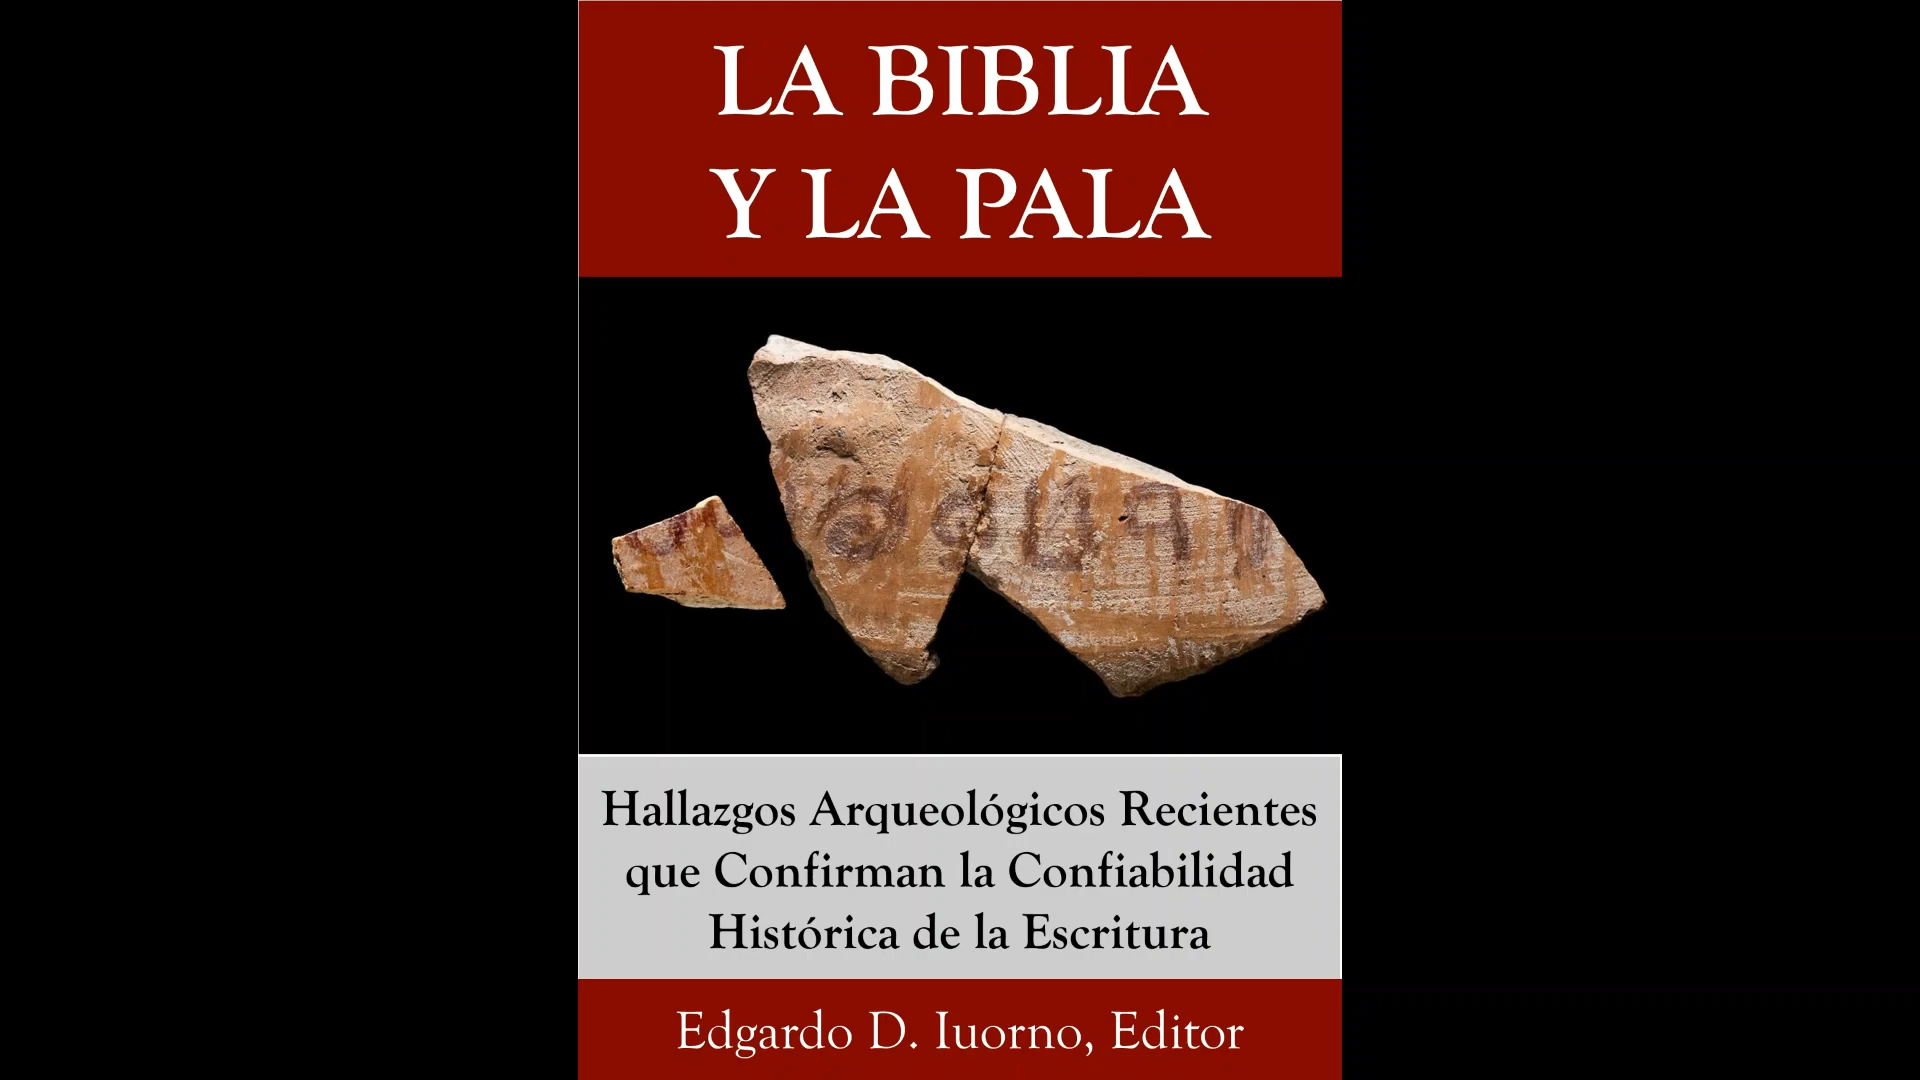 LA BIBLIA
Y LA PALA
Hallazgos Arqueológicos Recientes
que Confirman la Confiabilidad
Histórica de la Escritura
Edgardo D. Iuorno, Editor